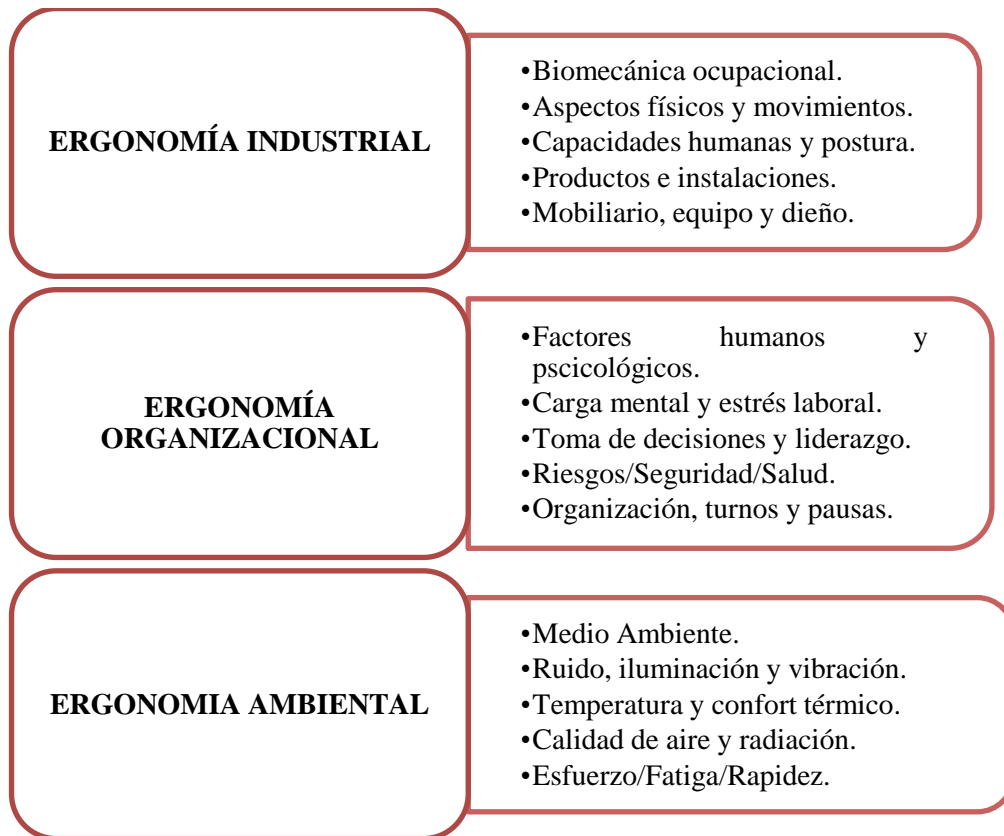 ERGONOMÍA INDUSTRIAL
•Biomecánica ocupacional.
•Aspectos físicos y movimientos.
•Capacidades humanas y postura.
•Productos e instalaciones.
•Mobiliario, equipo y dieño.
ERGONOMÍA
ORGANIZACIONAL
•Factores humanos y
pscicológicos.
•Carga mental y estrés laboral.
•Toma de decisiones y liderazgo.
•Riesgos/Seguridad/Salud.
•Organización, turnos y pausas.
ERGONOMIA AMBIENTAL
•Medio Ambiente.
•Ruido, iluminación y vibración.
•Temperatura y confort térmico.
•Calidad de aire y radiación.
•Esfuerzo/Fatiga/Rapidez.